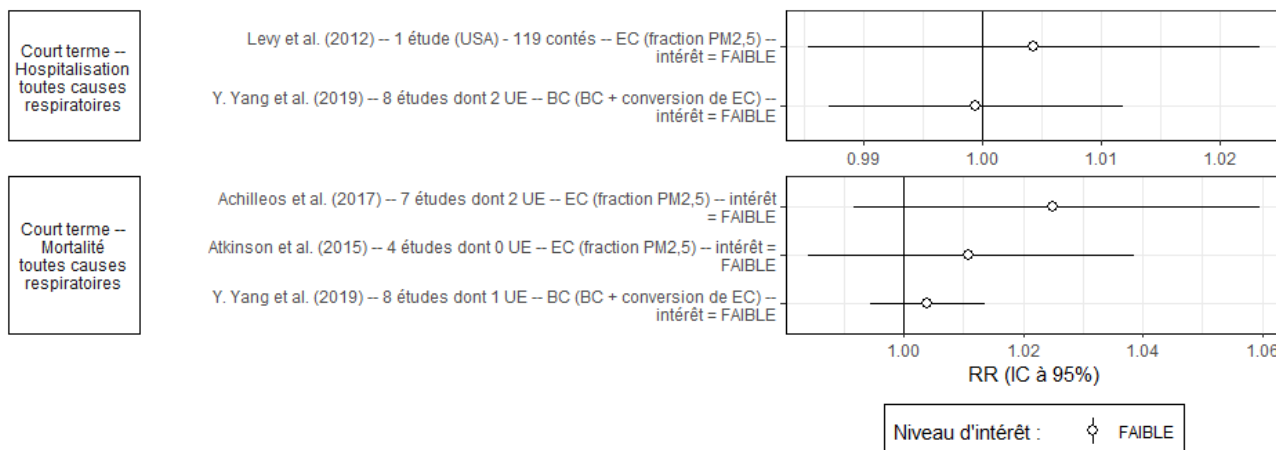 Court terme --
Hospitalisation
toutes causes
respiratoires
Levy et al. (2012) -- 1 étude (USA) - 119 contés -- EC (fraction PM2,5) --
intérêt = FAIBLE
Y. Yang et al. (2019) -- 8 études dont 2 UE -- BC (BC + conversion de EC) --
intérêt = FAIBLE
0.99 1.00 1.01 1.02
Court terme --
Mortalité
toutes causes
respiratoires
Achilleos et al. (2017) -- 7 études dont 2 UE -- EC (fraction PM2,5) -- intérêt
= FAIBLE
Atkinson et al. (2015) -- 4 études dont 0 UE -- EC (fraction PM2,5) -- intérêt =
FAIBLE
Y. Yang et al. (2019) -- 8 études dont 1 UE -- BC (BC + conversion de EC) --
intérêt = FAIBLE
1.00 1.02 1.04 1.06
RR (IC à 95%)
Niveau d'intérêt : FAIBLE